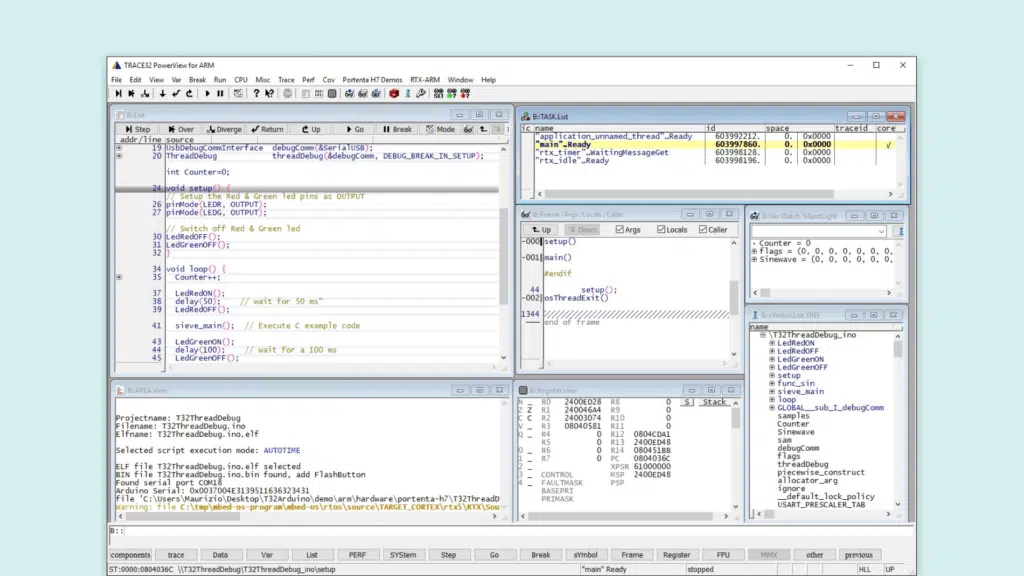 TRACE32 PowerView for ARM
File Edit View Var Break Run CPU Misc Trace Perf Cov Portenta H7 Demos RTX-ARM Window Help
B::List
Step Over Diverge Return Up Go Break Mode
addr/line source
19 UsbDebugCommInterface debugComm(&SerialUSB);
20 ThreadDebug threadDebug(&debugComm, DEBUG_BREAK_IN_SETUP);
int Counter=0;
24 void setup() {
// Setup the Red & Green led pins as OUTPUT
26 pinMode(LEDR, OUTPUT);
27 pinMode(LEDG, OUTPUT);
// Switch off Red & Green led
30 LedRedOFF();
31 LedGreenOFF();
32 }
34 void loop() {
35 Counter++;
37 LedRedON();
38 delay(50); // wait for 50 ms"
39 LedRedOFF();
41 sieve_main(); // Execute C example code
43 LedGreenON();
44 delay(100); // wait for a 100 ms
45 LedGreenOFF();
B::TASK.List
ic name id space traceid core
"application_unnamed_thread"…Ready 603992212. 0. 0x0000
"main"…Ready 603997860. 0. 0x0000 √
"rtx_timer"…WaitingMessageGet 603998128. 0. 0x0000
"rtx_idle"…Ready 603998196. 0. 0x0000
B::Frame /Args /Locals /Caller
Up Down Args Locals Caller
-000 setup()
-001 main()
#endif
44 setup();
-002 osThreadExit()
1344
end of frame
B::Var.Watch %SpotLight
Counter = 0
flags = (0, 0, 0, 0, 0, 0,
Sinewave = (0, 0, 0, 0, 0,
B::sYmbol.List.TREE
name
\T32ThreadDebug_ino
LedRedON
LedRedOFF
LedGreenON
LedGreenOFF
setup
func_sin
sieve_main
loop
GLOBAL__sub_I_debugComm
samples
Counter
Sinewave
sam
debugComm
flags
threadDebug
piecewise_construct
allocator_arg
ignore
__default_lock_policy
USART_PRESCALER_TAB
B::AREA.view
Projectname: T32ThreadDebug
Filename: T32ThreadDebug.ino
Elfname: T32ThreadDebug.ino.elf
Selected script execution mode: AUTOTIME
ELF file T32ThreadDebug.ino.elf selected
BIN file T32ThreadDebug.ino.bin found, add FlashButton
Found serial port COM18
Arduino Serial: 0x0037004E3139511636323431
file 'C:\Users\Maurizio\Desktop\T32Arduino\demo\arm\hardware\portenta-h7\T32ThreadD
Warning: file C:\tmp\mbed-os-program\mbed-os\rtos\source\TARGET_CORTEX\rtx5\RTX\Sou
B::Register.view
N _ R0 2400ED28 R8 0 S Stack
Z Z R1 240046A4 R9 0
C C R2 24003074 R10 0
V _ R3 08040581 R11 0
Q _ R4 0 R12 0804CDA1
R5 0 R13 2400ED48
0 _ R6 0 R14 080451BB
1 _ R7 0 PC 0804036C
2 _ XPSR 61000000
3 _ CONTROL MSP 2400ED48
4 _ FAULTMASK PSP
BASEPRI
PRIMASK
B::
components trace Data Var List PERF SYStem Step Go Break sYmbol Frame Register FPU MMX other previous
ST:0000:0804036C \\T32ThreadDebug\T32ThreadDebug_ino\setup "main" Ready stopped HLL UP